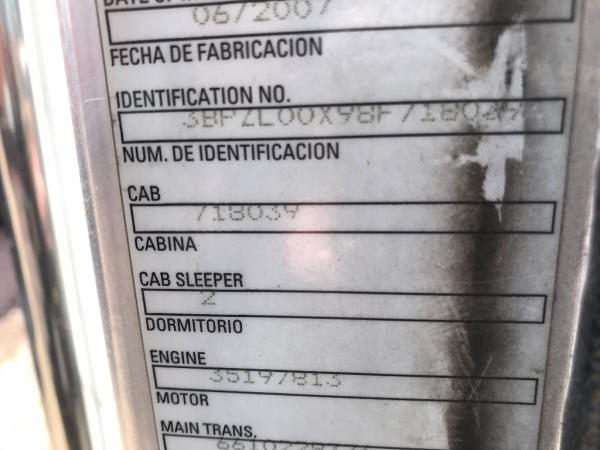 06/2007
FECHA DE FABRICACION
IDENTIFICATION NO.
3BPZL00X98F718039
NUM. DE IDENTIFICACION
CAB
718039
CABINA
CAB SLEEPER
2
DORMITORIO
ENGINE
35197813
MOTOR
MAIN TRANS.